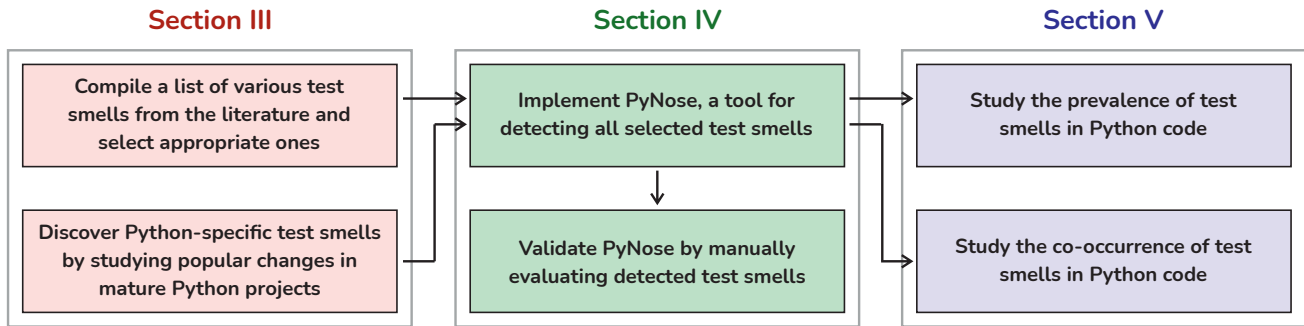 Section III
Compile a list of various test
smells from the literature and
select appropriate ones
Discover Python-specific test smells
by studying popular changes in
mature Python projects
Section IV
Implement PyNose, a tool for
detecting all selected test smells
Validate PyNose by manually
evaluating detected test smells
Section V
Study the prevalence of test
smells in Python code
Study the co-occurrence of test
smells in Python code